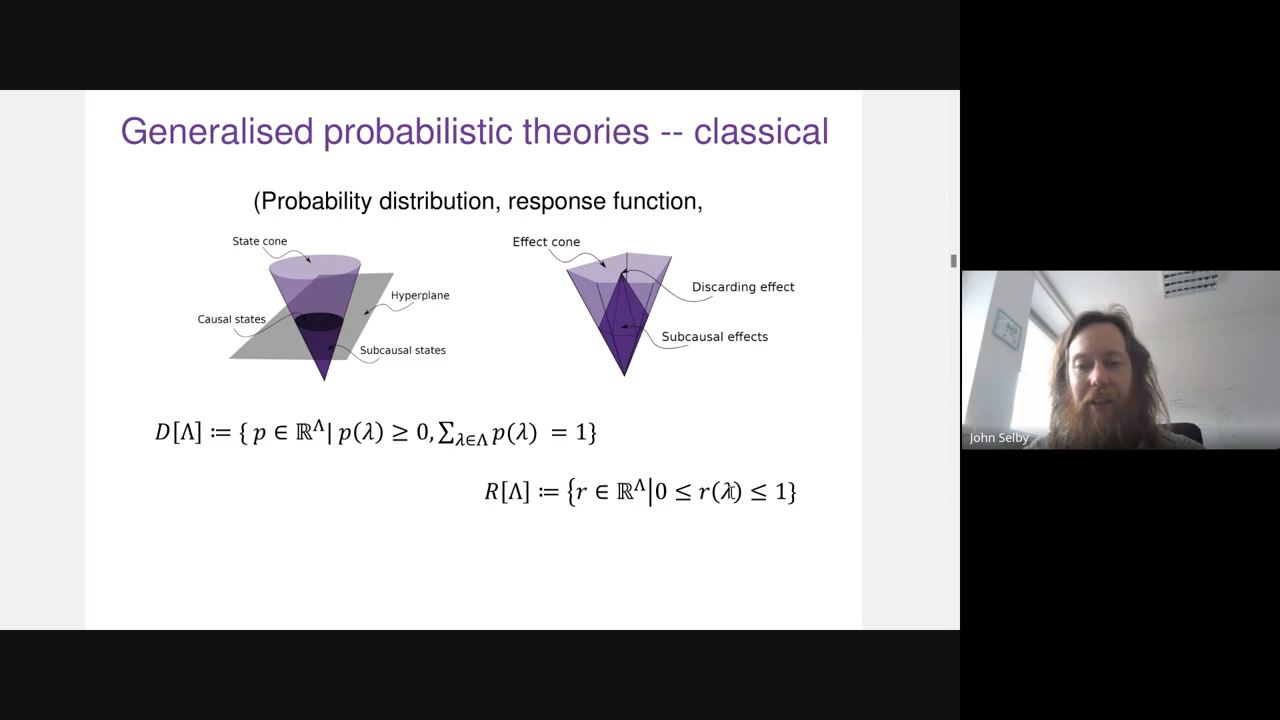 Generalised probabilistic theories -- classical
(Probability distribution, response function,
State cone
Hyperplane
Causal states
Subcausal states
Effect cone
Discarding effect
Subcausal effects
D[Λ] ≔ { p ∈ ℝ^Λ | p(λ) ≥ 0, ∑_{λ∈Λ} p(λ) = 1}
R[Λ] ≔ {r ∈ ℝ^Λ|0 ≤ r(λ) ≤ 1}
John Selby